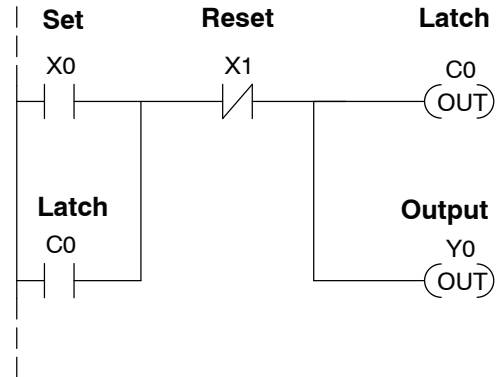 Set Reset Latch
X0 X1 C0
OUT
Latch Output
C0 Y0
OUT